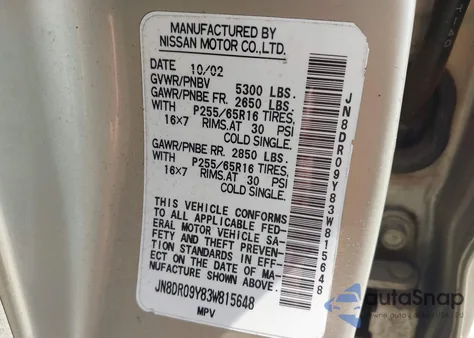 MANUFACTURED BY
NISSAN MOTOR CO.,LTD.
DATE 10/02
GVWR/PNBV 5300 LBS.
GAWR/PNBE FR. 2650 LBS.
WITH P255/65R16 TIRES,
16×7 RIMS.AT 30 PSI
COLD SINGLE.
GAWR/PNBE RR. 2850 LBS.
WITH P255/65R16 TIRES,
16×7 RIMS.AT 30 PSI
COLD SINGLE.
THIS VEHICLE CONFORMS
TO ALL APPLICABLE FED-
ERAL MOTOR VEHICLE SA-
FETY AND THEFT PREVEN-
TION STANDARDS IN EFF-
ECT ON THE DATE OF MA-
NUFACTURE SHOWN ABOVE.
JN8DR09Y83W815648
MPV
JN8DR09Y83W815648
autoSnap